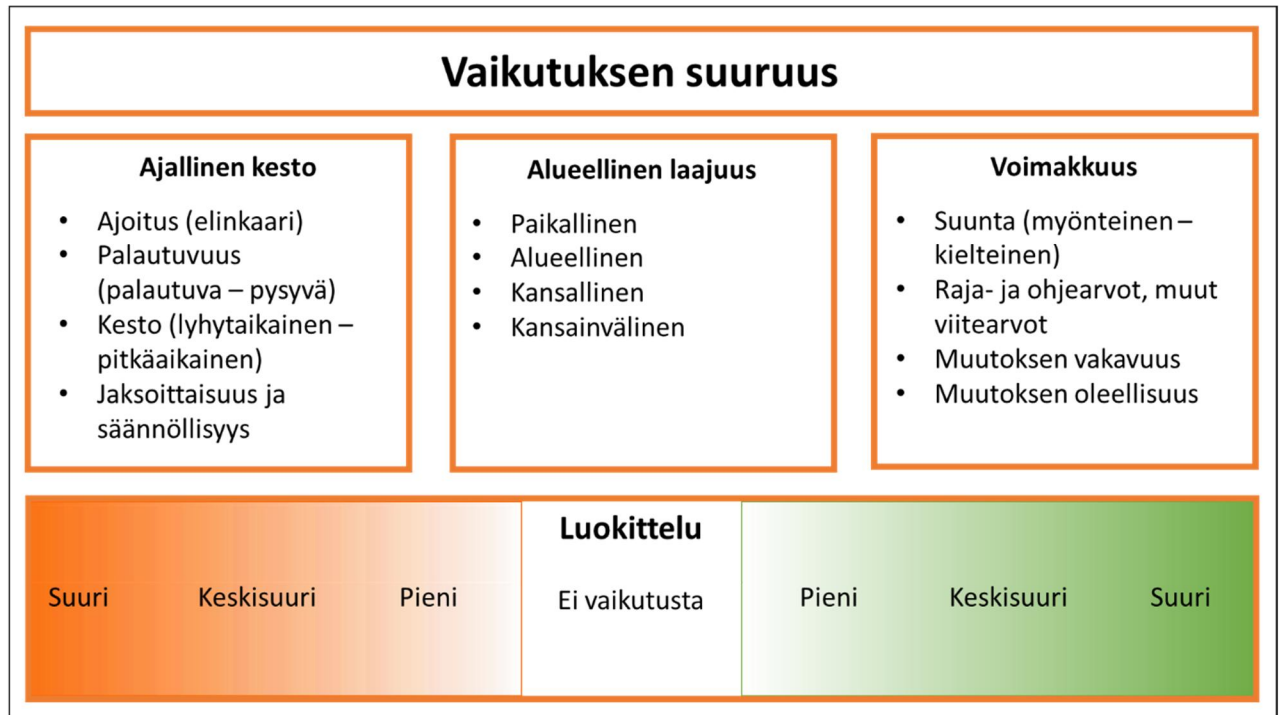 Vaikutuksen suuruus
Ajallinen kesto
• Ajoitus (elinkaari)
• Palautuvuus
(palautuva – pysyvä)
• Kesto (lyhytaikainen –
pitkäaikainen)
• Jaksoittaisuus ja
säännöllisyys
Alueellinen laajuus
• Paikallinen
• Alueellinen
• Kansallinen
• Kansainvälinen
Voimakkuus
• Suunta (myönteinen –
kielteinen)
• Raja- ja ohjearvot, muut
viitearvot
• Muutoksen vakavuus
• Muutoksen oleellisuus
Luokittelu
Suuri Keskisuuri Pieni Ei vaikutusta Pieni Keskisuuri Suuri